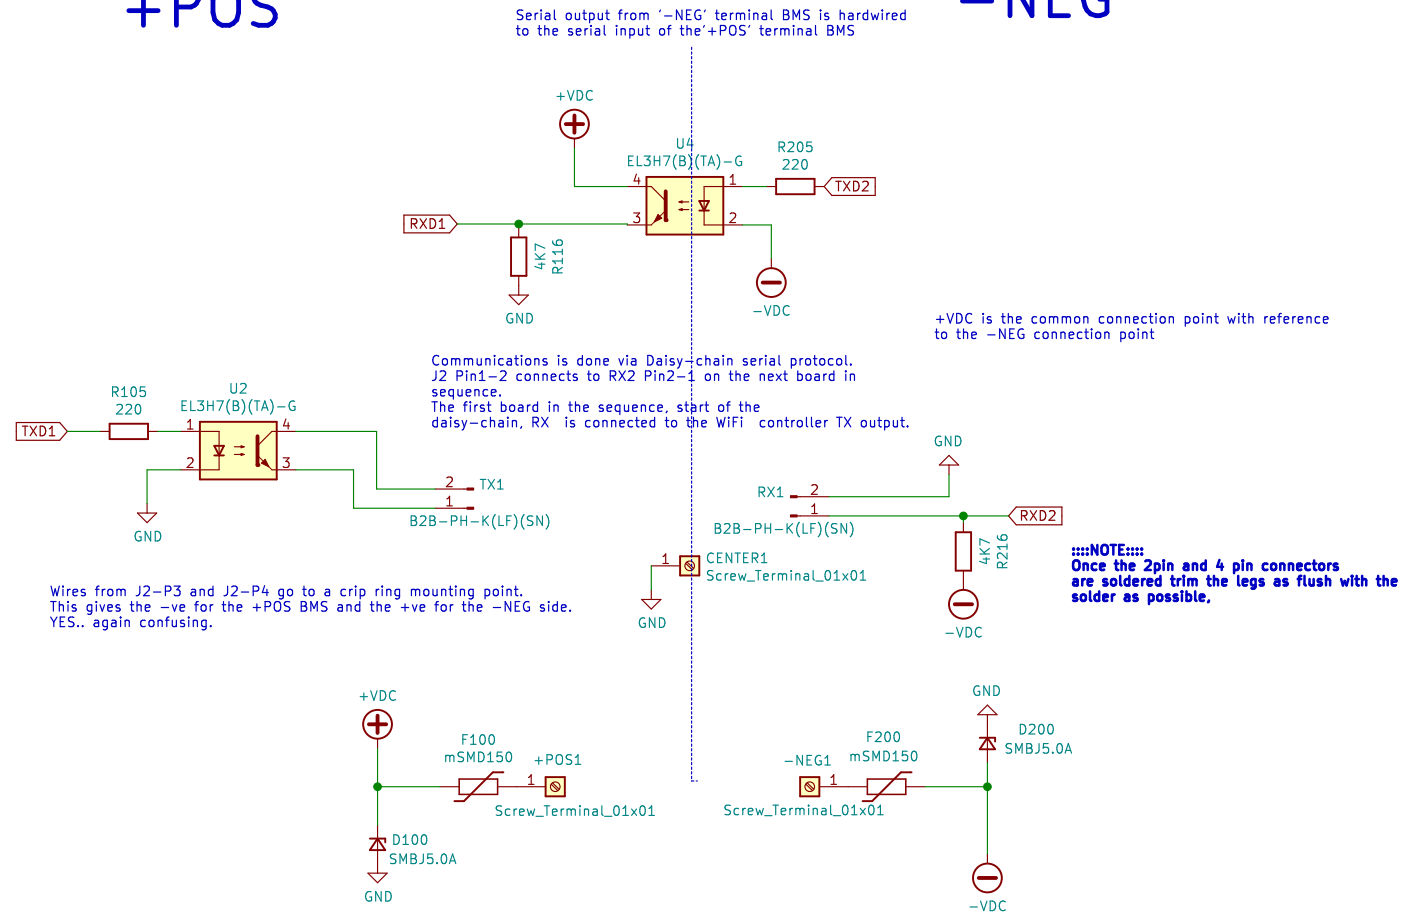 +POS
-NEG
Serial output from '-NEG' terminal BMS is hardwired
to the serial input of the'+POS' terminal BMS
+VDC
U4
EL3H7(B)(TA)-G
R205
220
4
1
TXD2
RXD1
3
2
4K7
R116
GND
-VDC
+VDC is the common connection point with reference
to the -NEG connection point
Communications is done via Daisy-chain serial protocol.
J2 Pin1-2 connects to RX2 Pin2-1 on the next board in
sequence.
The first board in the sequence, start of the
daisy-chain, RX  is connected to the WiFi  controller TX output.
R105
220
U2
EL3H7(B)(TA)-G
TXD1
1
4
2
3
GND
2
TX1
1
B2B-PH-K(LF)(SN)
GND
RX1
2
1
B2B-PH-K(LF)(SN)
RXD2
4K7
R216
-VDC
1
CENTER1
Screw_Terminal_01x01
GND
::::NOTE::::
Once the 2pin and 4 pin connectors
are soldered trim the legs as flush with the
solder as possible,
Wires from J2-P3 and J2-P4 go to a crip ring mounting point.
This gives the -ve for the +POS BMS and the +ve for the -NEG side.
YES.. again confusing.
+VDC
F100
mSMD150
1
+POS1
Screw_Terminal_01x01
D100
SMBJ5.0A
GND
-NEG1
1
Screw_Terminal_01x01
F200
mSMD150
GND
D200
SMBJ5.0A
-VDC